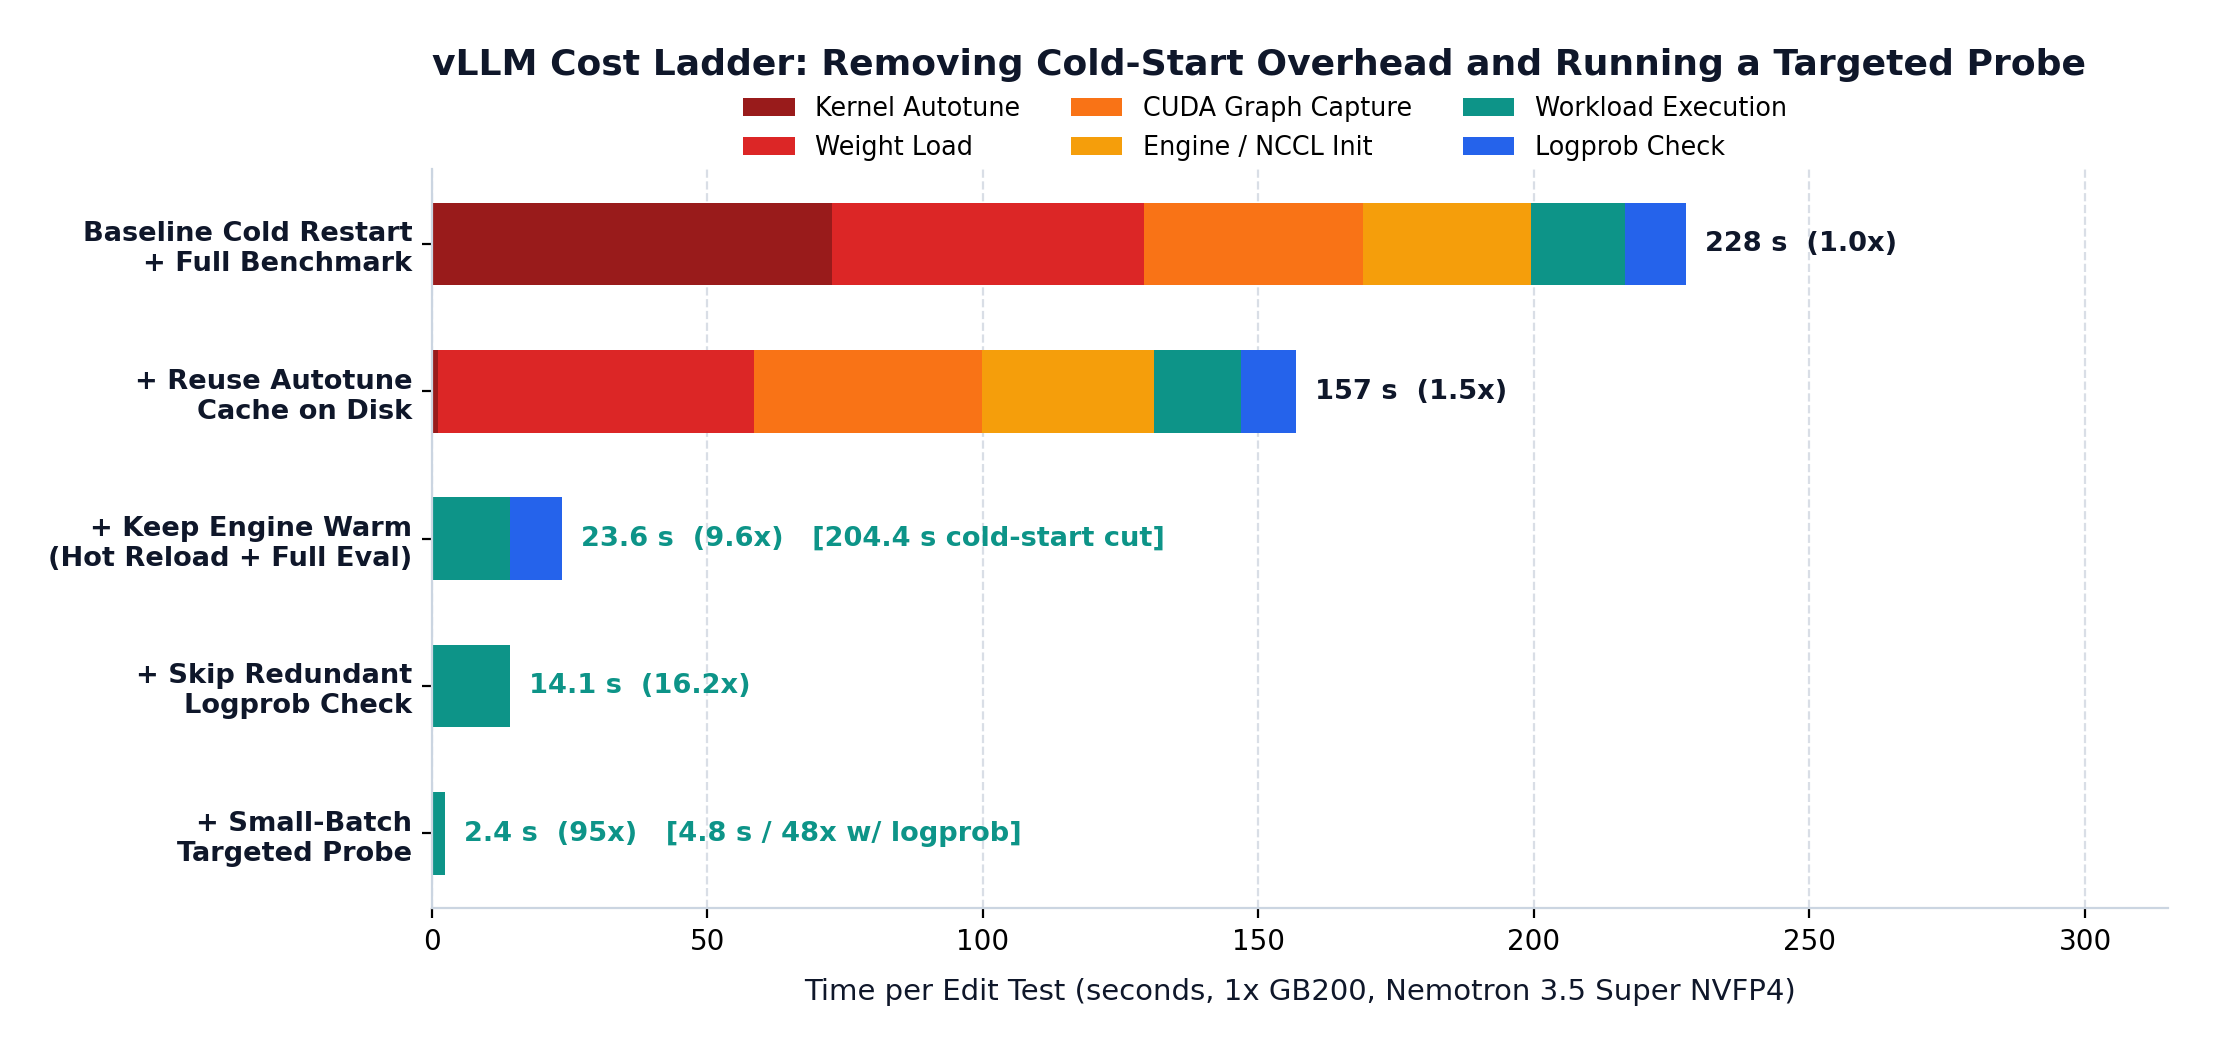 vLLM Cost Ladder: Removing Cold-Start Overhead and Running a Targeted Probe
Kernel Autotune
CUDA Graph Capture
Workload Execution
Weight Load
Engine / NCCL Init
Logprob Check
Baseline Cold Restart
+ Full Benchmark
228 s  (1.0x)
+ Reuse Autotune
Cache on Disk
157 s  (1.5x)
+ Keep Engine Warm
(Hot Reload + Full Eval)
23.6 s  (9.6x)   [204.4 s cold-start cut]
+ Skip Redundant
Logprob Check
14.1 s  (16.2x)
+ Small-Batch
Targeted Probe
2.4 s  (95x)   [4.8 s / 48x w/ logprob]
0 50 100 150 200 250 300
Time per Edit Test (seconds, 1x GB200, Nemotron 3.5 Super NVFP4)